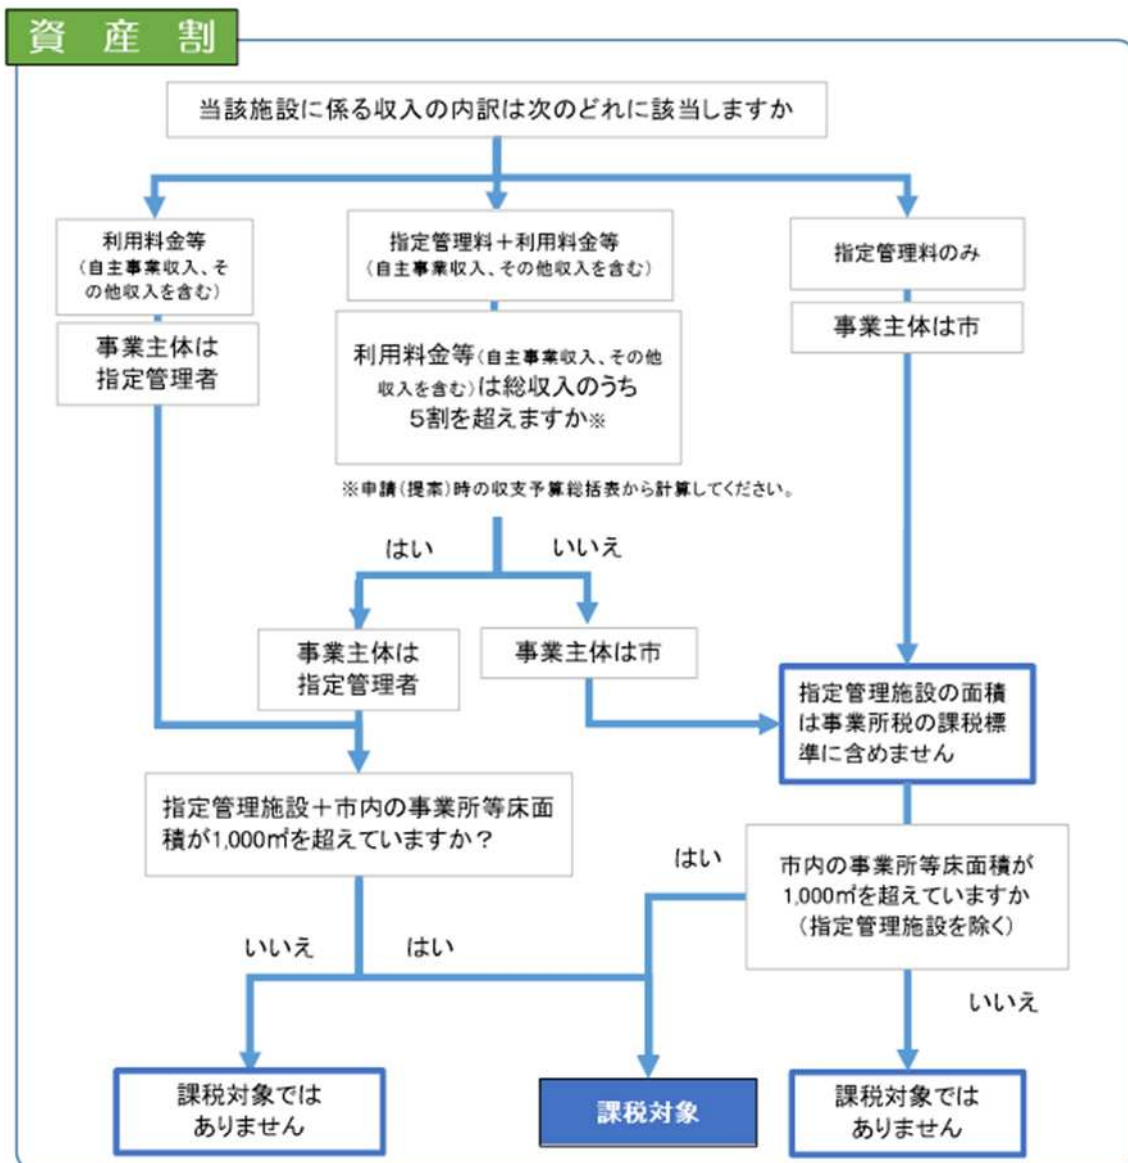 資産割
当該施設に係る収入の内訳は次のどれに該当しますか
利用料金等
（自主事業収入、そ
の他収入を含む）
事業主体は
指定管理者
指定管理料＋利用料金等
（自主事業収入、その他収入を含む）
利用料金等（自主事業収入、その他
収入を含む）は総収入のうち
5割を超えますか※
※申請（提案）時の収支予算総括表から計算してください。
指定管理料のみ
事業主体は市
はい
いいえ
事業主体は
指定管理者
事業主体は市
指定管理施設の面積
は事業所税の課税標
準に含めません
指定管理施設＋市内の事業所等床面
積が1,000㎡を超えていますか？
はい
市内の事業所等床面積が
1,000㎡を超えていますか
（指定管理施設を除く）
いいえ
はい
いいえ
課税対象では
ありません
課税対象
課税対象では
ありません